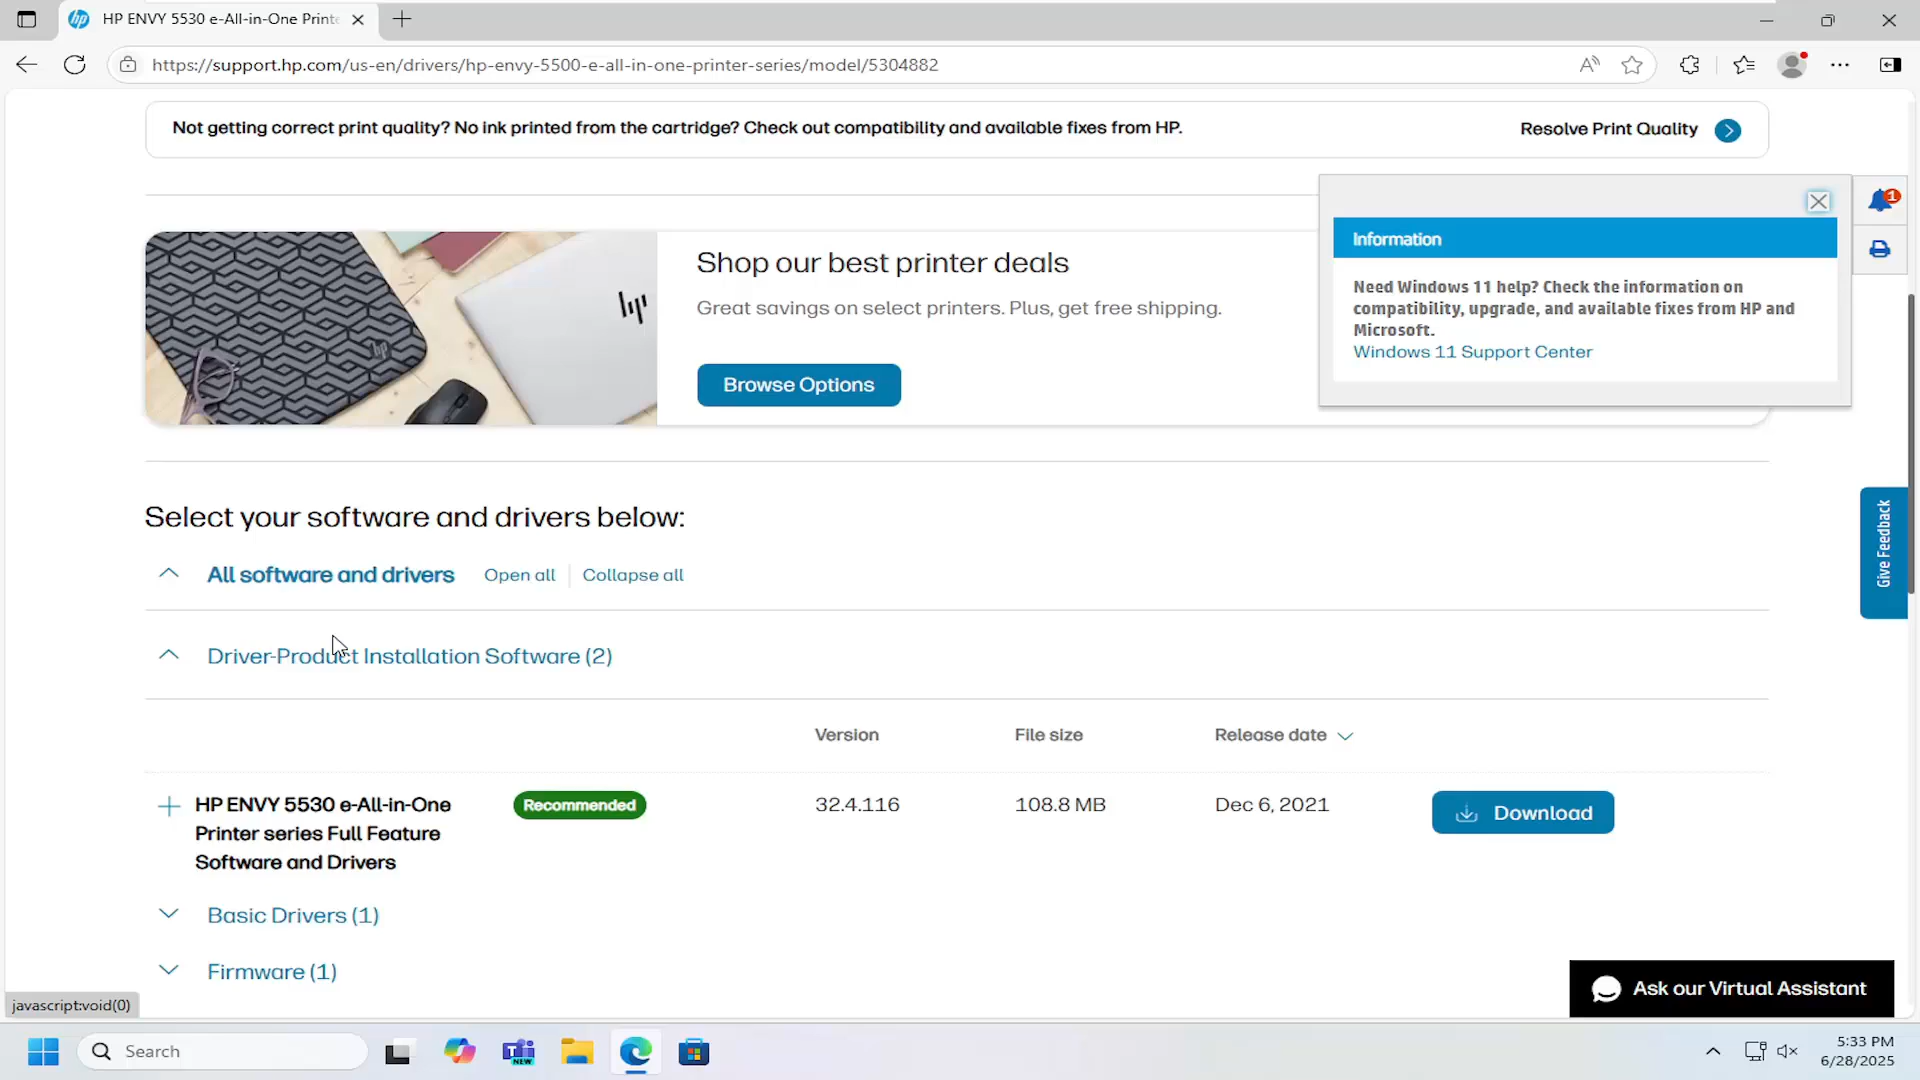 HP ENVY 5530 e-All-in-One Printe
https://support.hp.com/us-en/drivers/hp-envy-5500-e-all-in-one-printer-series/model/5304882
Not getting correct print quality? No ink printed from the cartridge? Check out compatibility and available fixes from HP.
Resolve Print Quality
1
Information
Need Windows 11 help? Check the information on
compatibility, upgrade, and available fixes from HP and
Microsoft.
Windows 11 Support Center
hp
hp
Shop our best printer deals
Great savings on select printers. Plus, get free shipping.
Browse Options
Give Feedback
Select your software and drivers below:
All software and drivers Open all Collapse all
Driver-Product Installation Software (2)
Version File size Release date
HP ENVY 5530 e-All-in-One
Printer series Full Feature
Software and Drivers
Recommended 32.4.116 108.8 MB Dec 6, 2021 Download
Basic Drivers (1)
Firmware (1)
Ask our Virtual Assistant
javascript:void(0)
Search
NEW
5:33 PM
6/28/2025